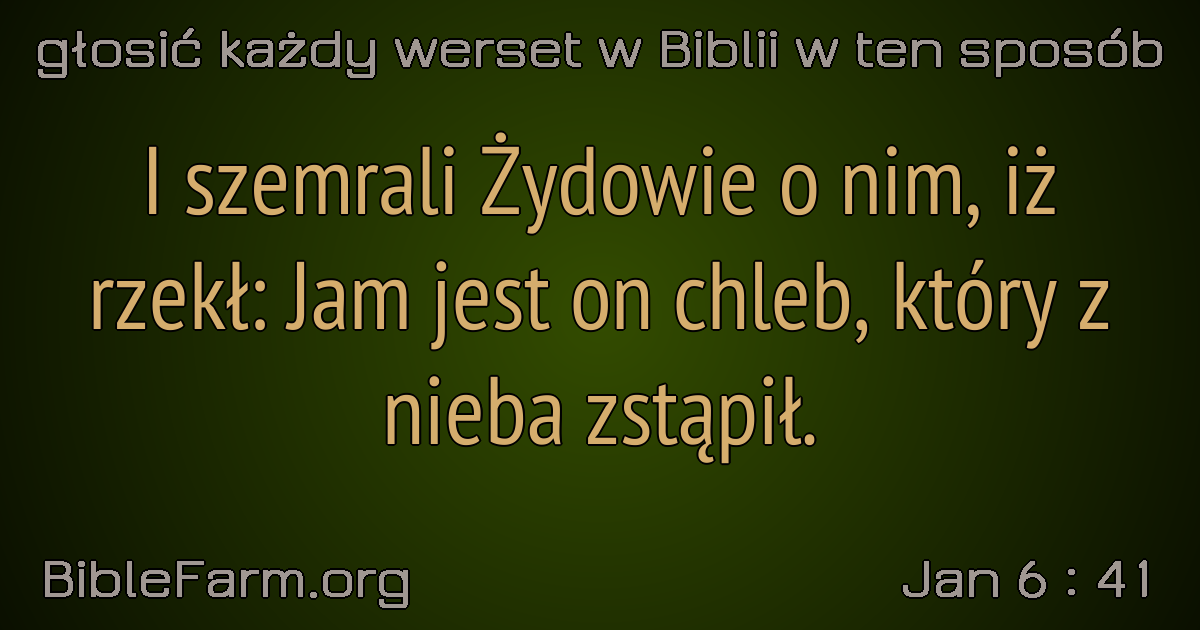 głosić każdy werset w Biblii w ten sposób
I szemrali Żydowie o nim, iż
rzekł: Jam jest on chleb, który z
nieba zstąpił.
BibleFarm.org
Jan 6 : 41